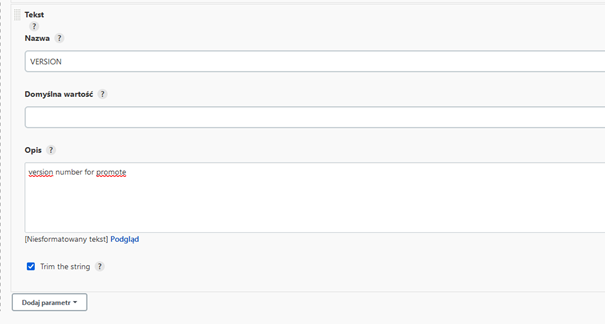 Tekst
?
Nazwa ?
VERSION
Domyślna wartość ?
Opis ?
version number for promote
[Niesformatowany tekst] Podgląd
Trim the string ?
Dodaj parametr